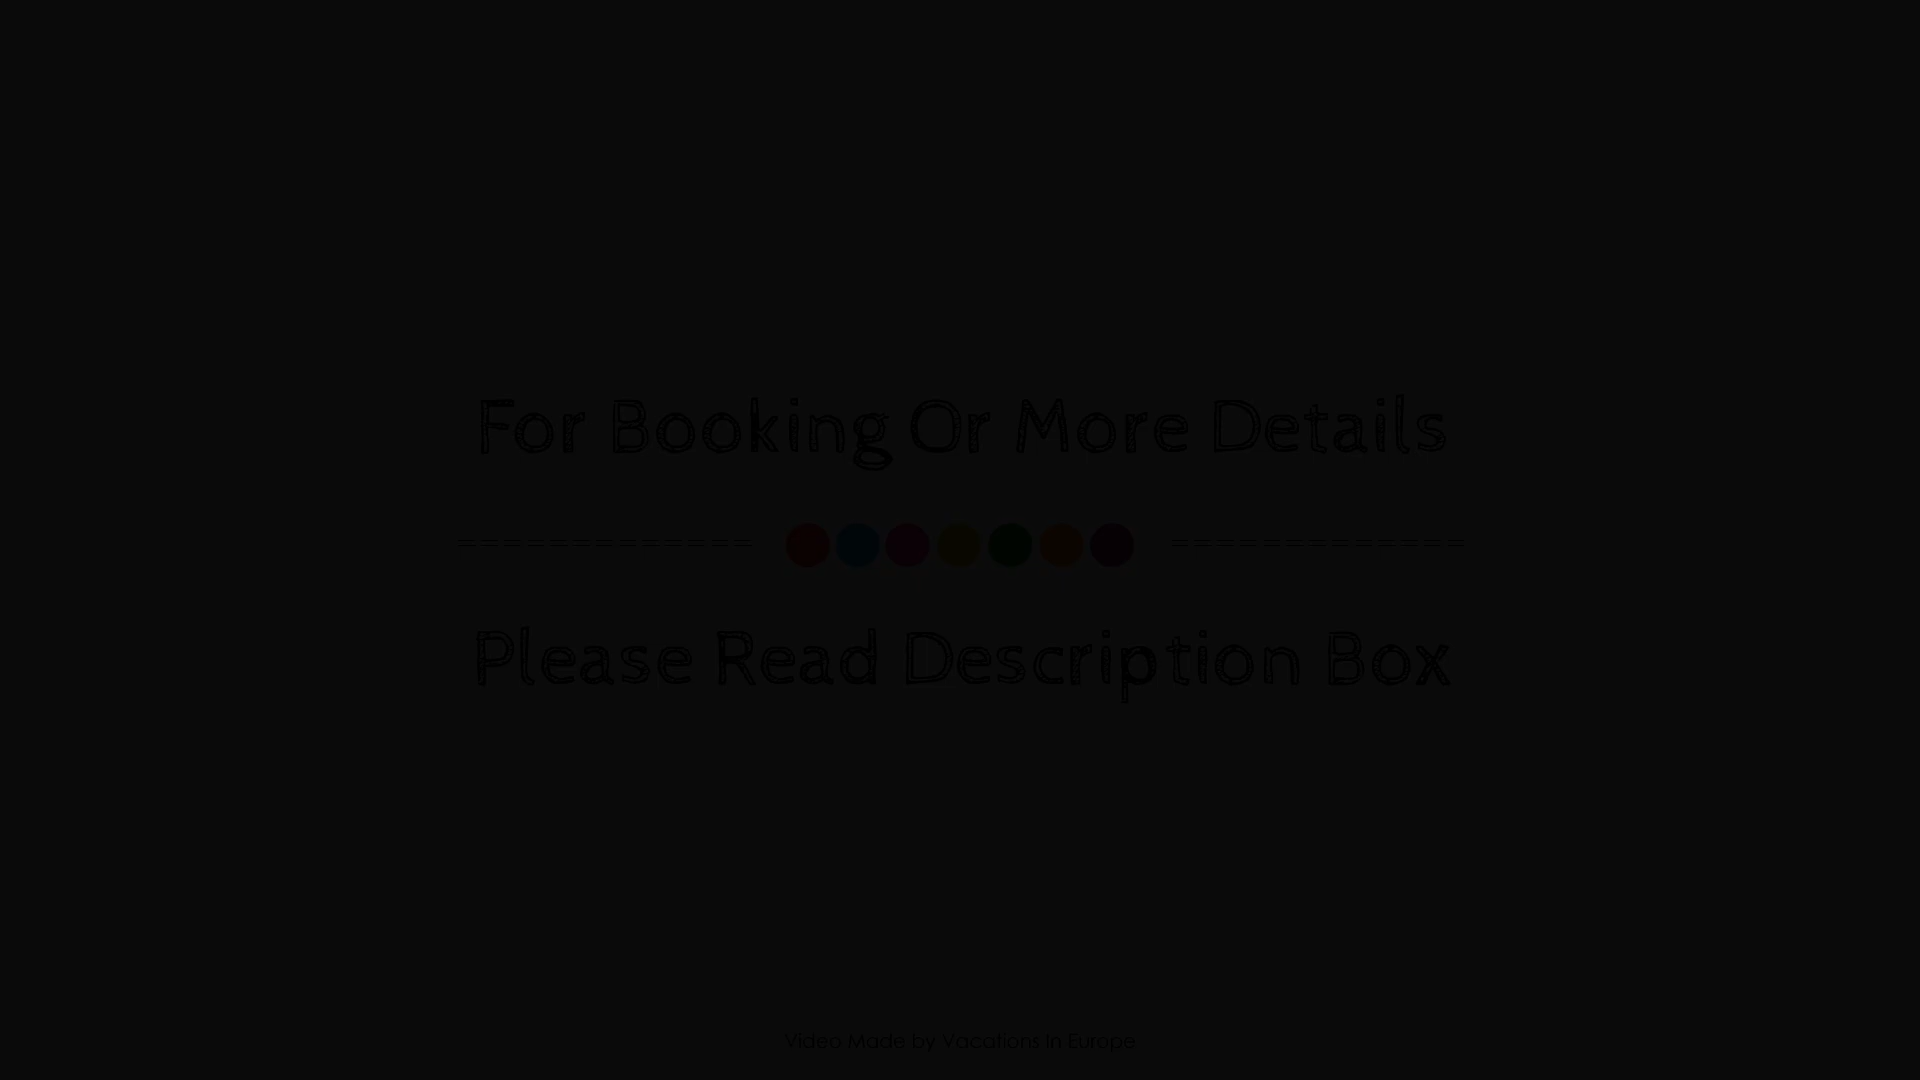 For Booking Or More Details
Please Read Description Box
Video Made by Vacations In Europe